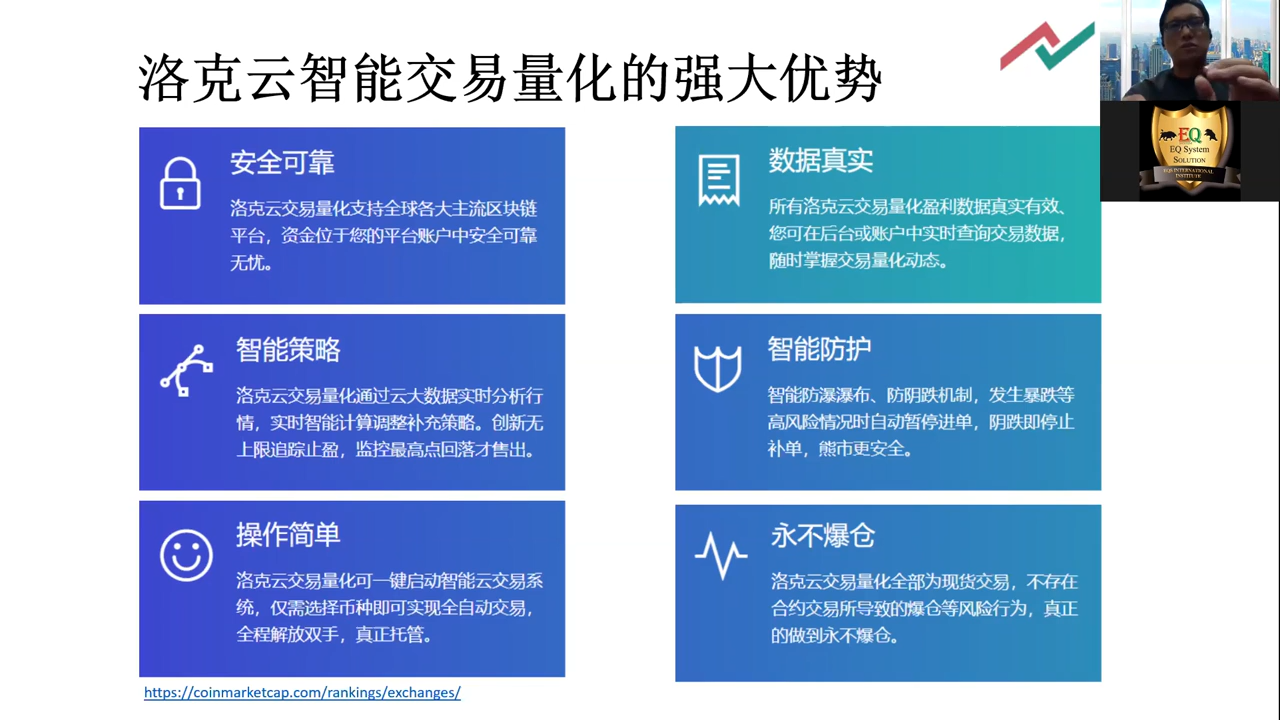 洛克云智能交易量化的强大优势
安全可靠
洛克云交易量化支持全球各大主流区块链
平台，资金位于您的平台账户中安全可靠
无忧。
数据真实
所有洛克云交易量化盈利数据真实有效、
您可在后台或账户中实时查询交易数据，
随时掌握交易量化动态。
智能策略
洛克云交易量化通过云大数据实时分析行
情，实时智能计算调整补充策略。创新无
上限追踪止盈，监控最高点回落才售出。
智能防护
智能防瀑瀑布、防阴跌机制，发生暴跌等
高风险情况时自动暂停进单，阴跌即停止
补单，熊市更安全。
操作简单
洛克云交易量化可一键启动智能云交易系
统，仅需选择币种即可实现全自动交易，
全程解放双手，真正托管。
永不爆仓
洛克云交易量化全部为现货交易，不存在
合约交易所导致的爆仓等风险行为，真正
的做到永不爆仓。
https://coinmarketcap.com/rankings/exchanges/
EQ
EQ System
Solution
EQS INTERNATIONAL
INSTITUTE